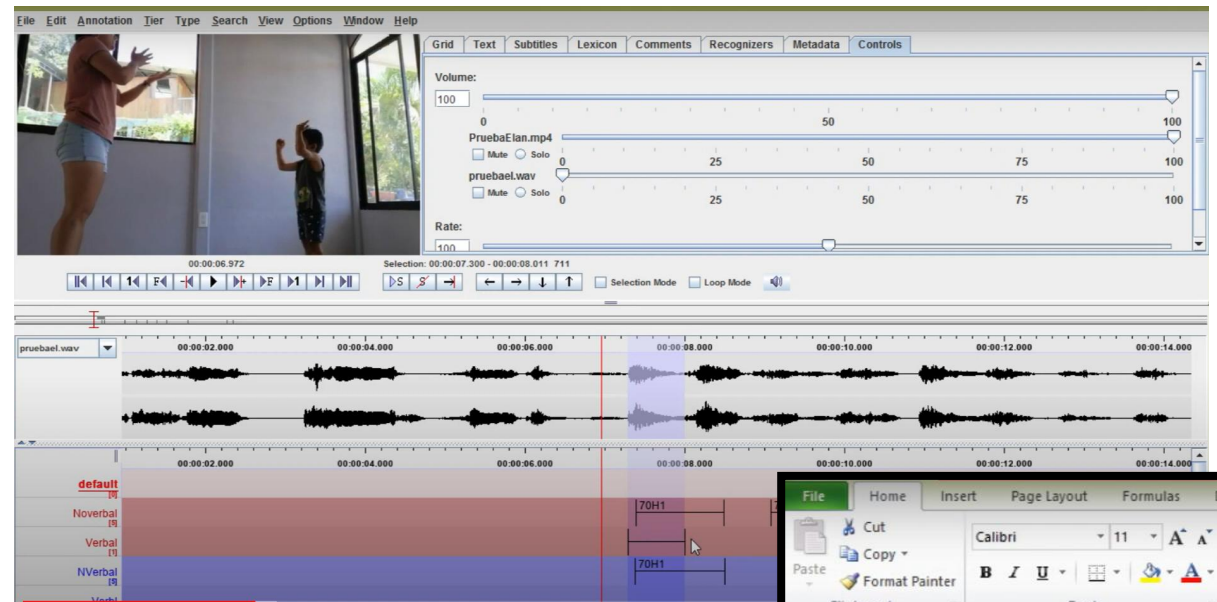 File Edit Annotation Tier Type Search View Options Window Help
Grid Text Subtitles Lexicon Comments Recognizers Metadata Controls
Volume:
100
0 50 100
PruebaElan.mp4
Mute Solo 0 25 50 75 100
pruebael.wav
Mute Solo 0 25 50 75 100
Rate:
100
00:00:06.972 Selection: 00:00:07.300 - 00:00:08.011 711
1 F F 1 S S Selection Mode Loop Mode
pruebael.wav 00:00:02.000 00:00:04.000 00:00:06.000 00:00:08.000 00:00:10.000 00:00:12.000 00:00:14.000
00:00:02.000 00:00:04.000 00:00:06.000 00:00:08.000 00:00:10.000 00:00:12.000 00:00:14.000
default
[0]
Noverbal 70H1
[5]
Verbal
[1]
NVerbal 70H1
[5]
File Home Insert Page Layout Formulas
Cut
Copy
Paste
Format Painter
Calibri 11 A A
B I U A